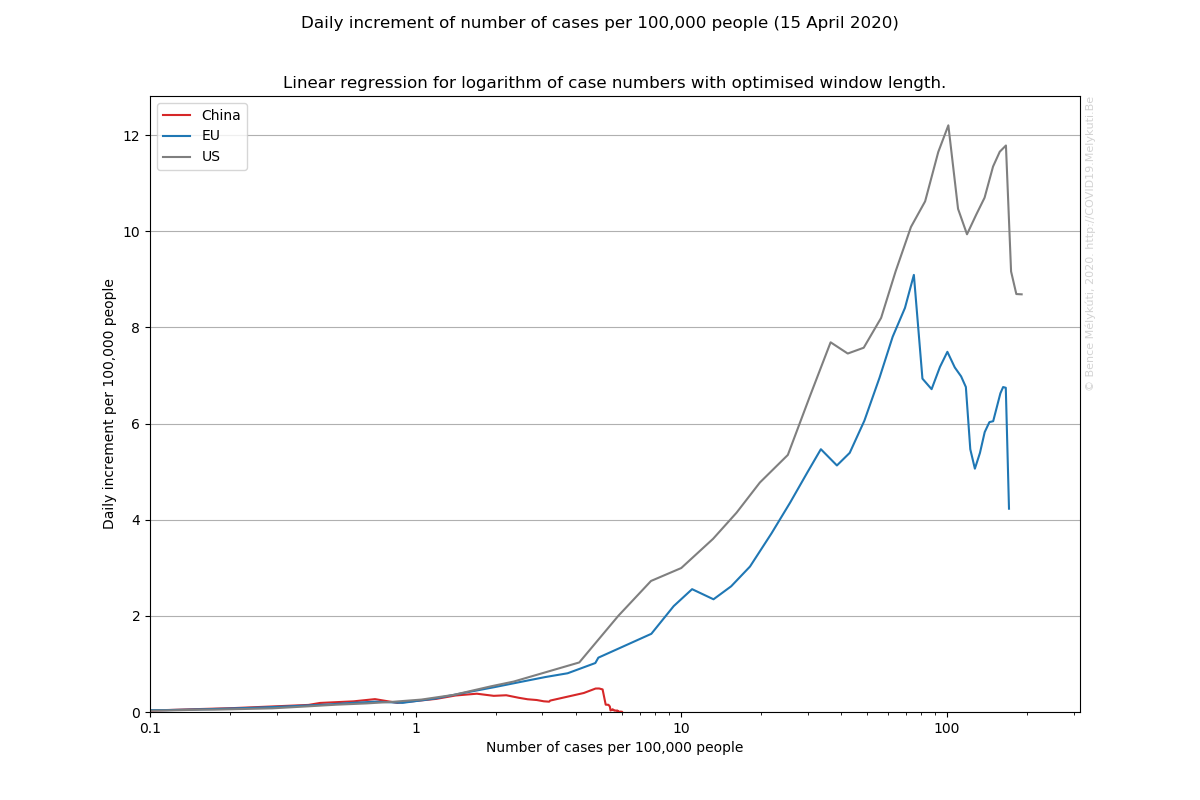 Daily increment of number of cases per 100,000 people (15 April 2020)
Linear regression for logarithm of case numbers with optimised window length.
China
EU
US
12
10
8
6
4
2
0
Daily increment per 100,000 people
0.1
1
10
100
Number of cases per 100,000 people
© Bence Mélykúti, 2020. http://COVID19.Melykuti.Be